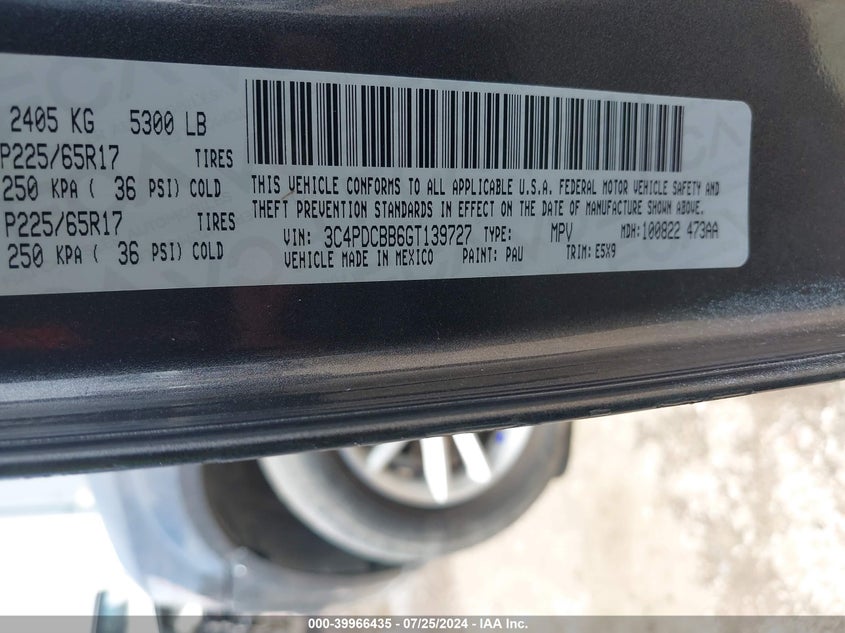 2405 KG 5300 LB
P225/65R17 TIRES
250 KPA ( 36 PSI) COLD
P225/65R17 TIRES
250 KPA ( 36 PSI) COLD
THIS VEHICLE CONFORMS TO ALL APPLICABLE U.S.A. FEDERAL MOTOR VEHICLE SAFETY AND
THEFT PREVENTION STANDARDS IN EFFECT ON THE DATE OF MANUFACTURE SHOWN ABOVE.
VIN: 3C4PDCBB6GT139727 TYPE: MPV MDH:100822 473AA
VEHICLE MADE IN MEXICO PAINT: PAU TRIM: E5X9
000-39966435 - 07/25/2024 - IAA Inc.